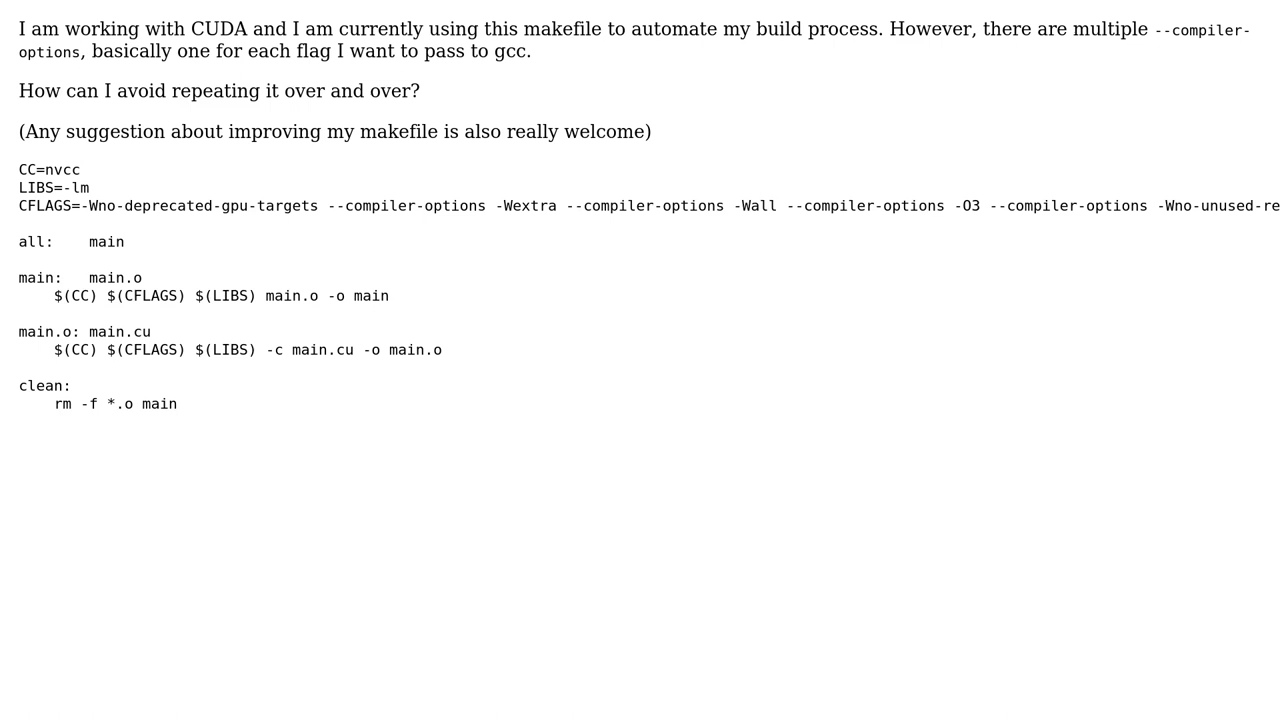 I am working with CUDA and I am currently using this makefile to automate my build process. However, there are multiple --compiler-
options, basically one for each flag I want to pass to gcc.
How can I avoid repeating it over and over?
(Any suggestion about improving my makefile is also really welcome)
CC=nvcc
LIBS=-lm
CFLAGS=-Wno-deprecated-gpu-targets --compiler-options -Wextra --compiler-options -Wall --compiler-options -O3 --compiler-options -Wno-unused-re
all:    main
main:   main.o
    $(CC) $(CFLAGS) $(LIBS) main.o -o main
main.o: main.cu
    $(CC) $(CFLAGS) $(LIBS) -c main.cu -o main.o
clean:
    rm -f *.o main